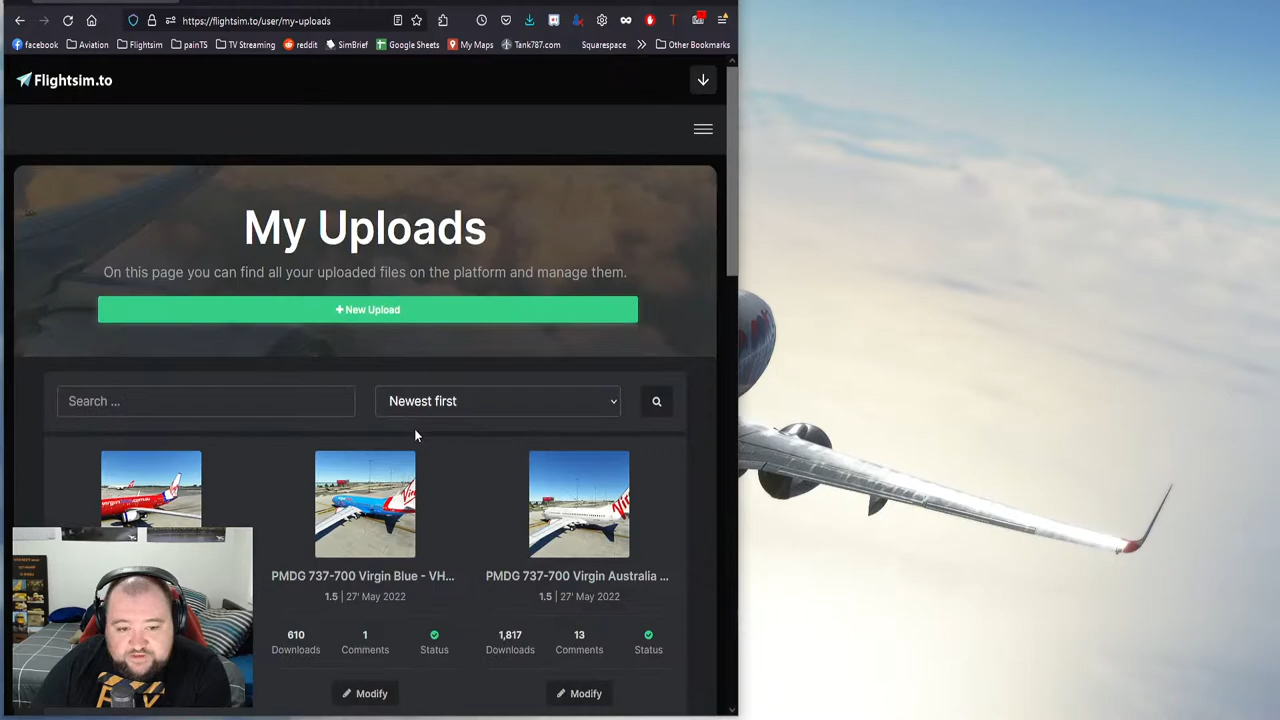 https://flightsim.to/user/my-uploads
facebook Aviation Flightsim painTS TV Streaming reddit SimBrief Google Sheets My Maps Tank787.com Squarespace Other Bookmarks
Flightsim.to
My Uploads
On this page you can find all your uploaded files on the platform and manage them.
+ New Upload
Search ...
Newest first
PMDG 737-700 Virgin Blue - VH...
1.5 | 27' May 2022
610
Downloads
1
Comments
Status
Modify
PMDG 737-700 Virgin Australia ...
1.5 | 27' May 2022
1,817
Downloads
13
Comments
Status
Modify